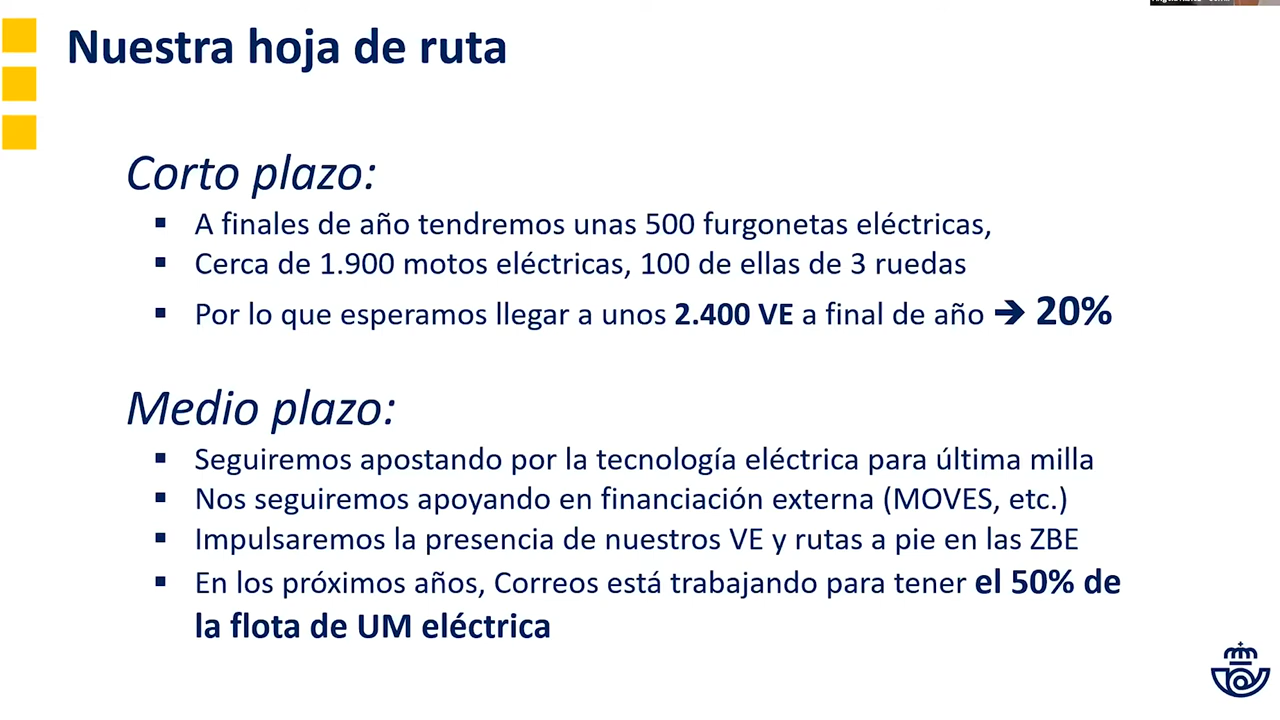 Nuestra hoja de ruta
Corto plazo:
▪ A finales de año tendremos unas 500 furgonetas eléctricas,
▪ Cerca de 1.900 motos eléctricas, 100 de ellas de 3 ruedas
▪ Por lo que esperamos llegar a unos 2.400 VE a final de año ➔ 20%
Medio plazo:
▪ Seguiremos apostando por la tecnología eléctrica para última milla
▪ Nos seguiremos apoyando en financiación externa (MOVES, etc.)
▪ Impulsaremos la presencia de nuestros VE y rutas a pie en las ZBE
▪ En los próximos años, Correos está trabajando para tener el 50% de
la flota de UM eléctrica